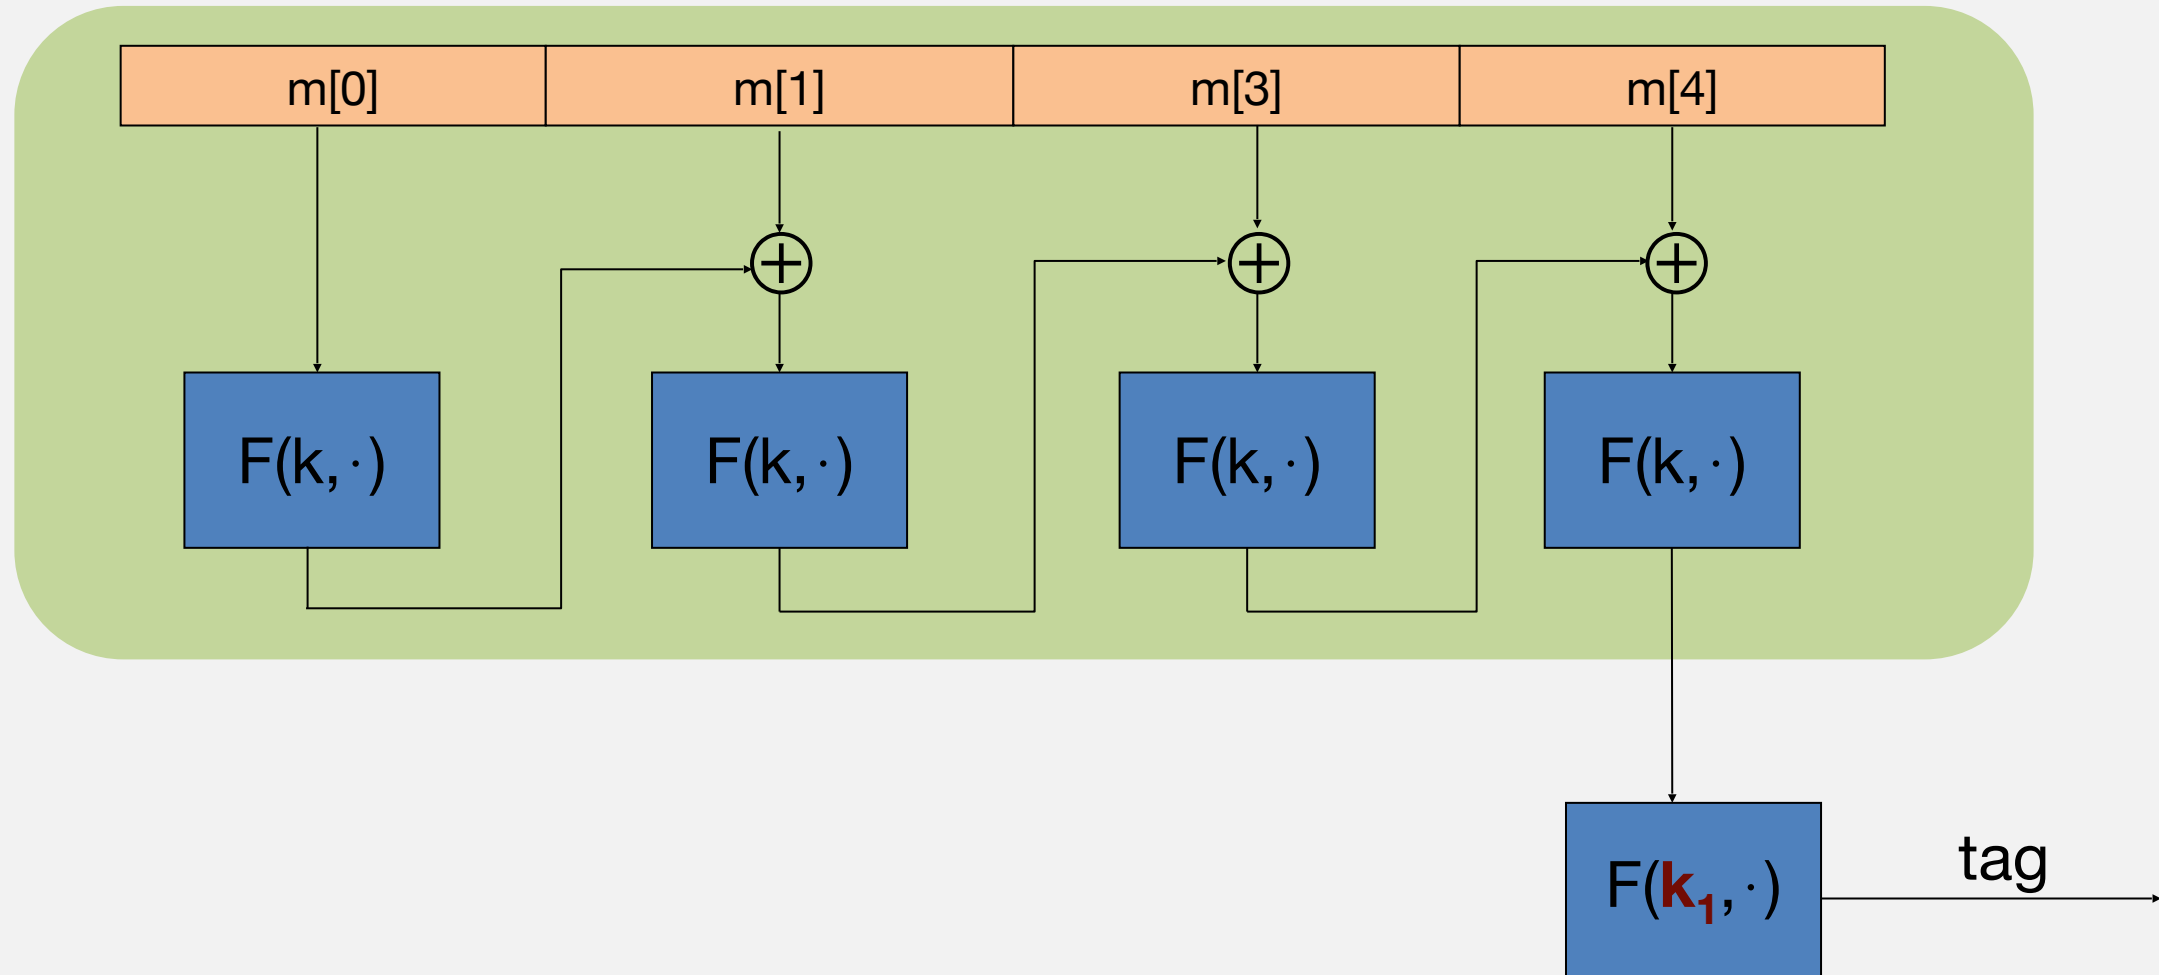 m[0] m[1] m[3] m[4]
F(k,·) F(k,·) F(k,·) F(k,·)
tag
F(k₁,·)